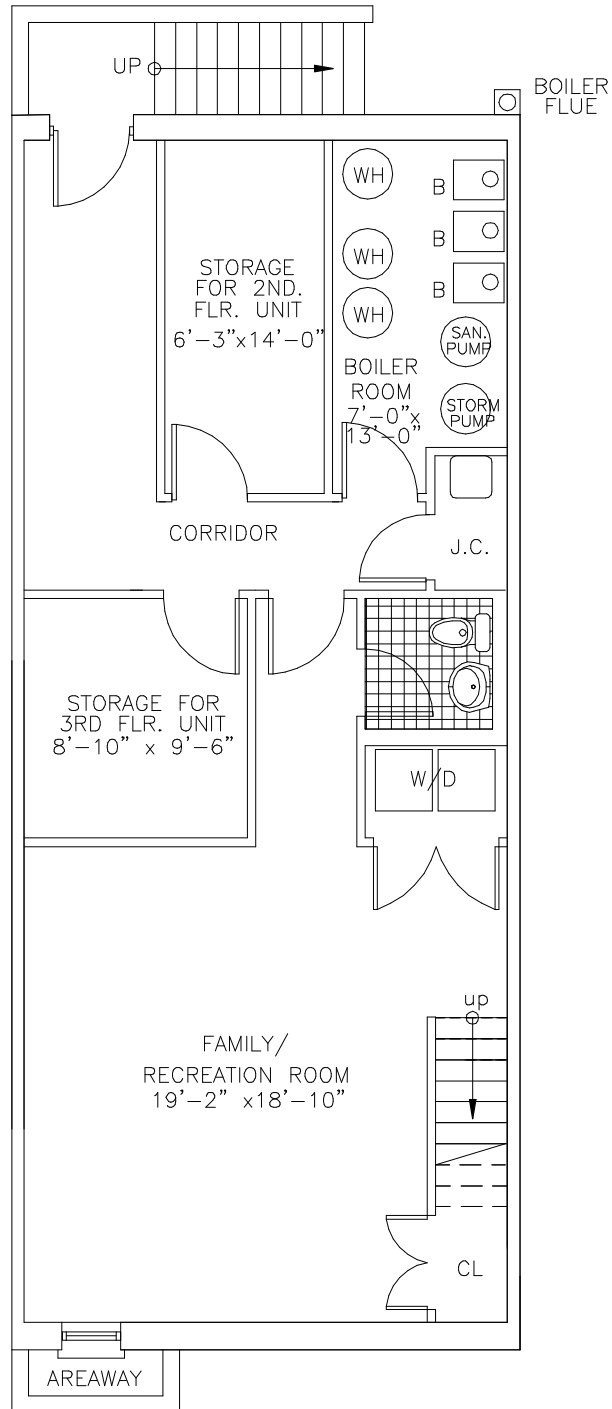 UP
BOILER
FLUE
WH
B
WH
B
STORAGE
FOR 2ND.
FLR. UNIT
6'-3"x14'-0"
WH
B
SAN.
PUMP
BOILER
ROOM
7'-0"x
13'-0"
STORM
PUMP
CORRIDOR
J.C.
STORAGE FOR
3RD FLR. UNIT
8'-10" x 9'-6"
W/D
up
FAMILY/
RECREATION ROOM
19'-2" x18'-10"
CL
AREAWAY